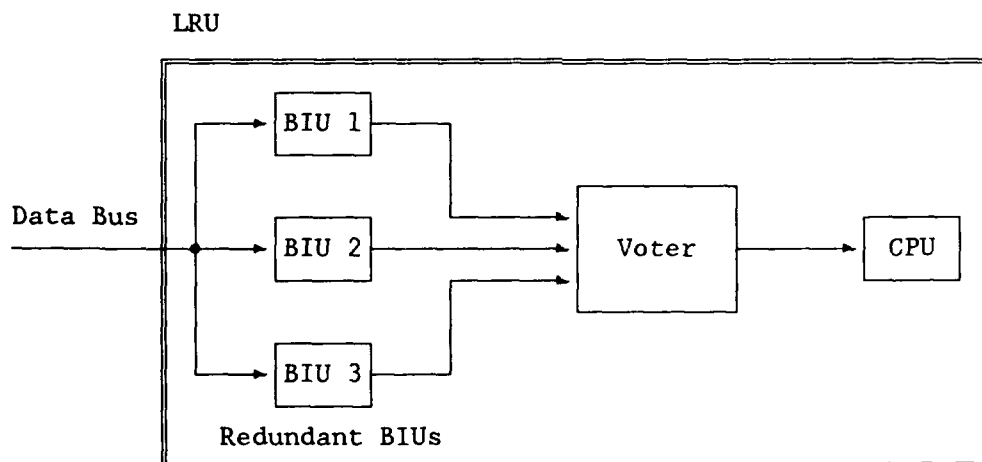 LRU
BIU 1
Data Bus
BIU 2
Voter
CPU
BIU 3
Redundant BIUs